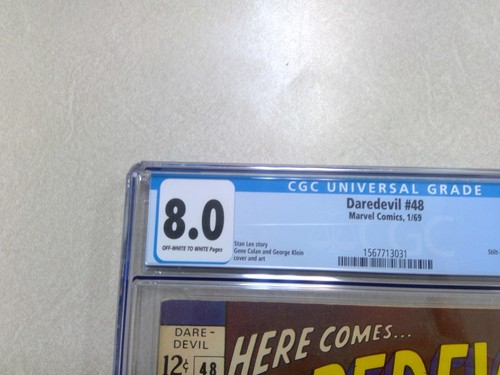 CGC UNIVERSAL GRADE
8.0
OFF-WHITE TO WHITE Pages
Daredevil #48
Marvel Comics, 1/69
Stan Lee story
Gene Colan and George Klein
cover and art
1567713031
DARE-
DEVIL
12¢ 48
HERE COMES...